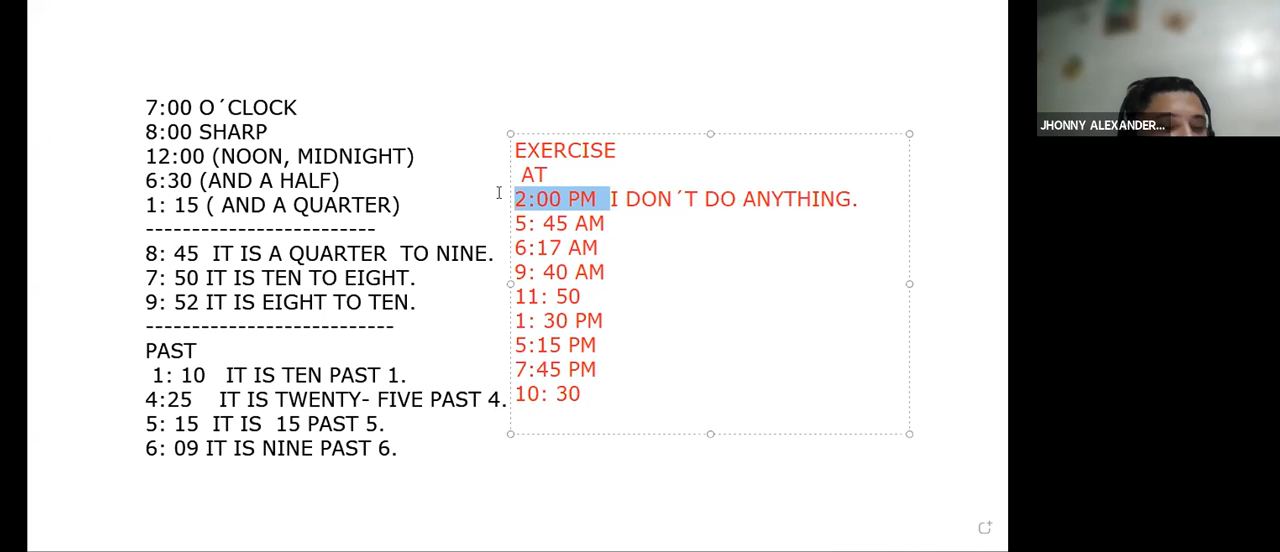 7:00 O´CLOCK
8:00 SHARP
12:00 (NOON, MIDNIGHT)
6:30 (AND A HALF)
1: 15 ( AND A QUARTER)
-------------------------
8: 45  IT IS A QUARTER  TO NINE.
7: 50 IT IS TEN TO EIGHT.
9: 52 IT IS EIGHT TO TEN.
---------------------------
PAST
1: 10   IT IS TEN PAST 1.
4:25    IT IS TWENTY- FIVE PAST 4.
5: 15  IT IS  15 PAST 5.
6: 09 IT IS NINE PAST 6.
EXERCISE
AT
2:00 PM  I DON´T DO ANYTHING.
5: 45 AM
6:17 AM
9: 40 AM
11: 50
1: 30 PM
5:15 PM
7:45 PM
10: 30
JHONNY ALEXANDER...